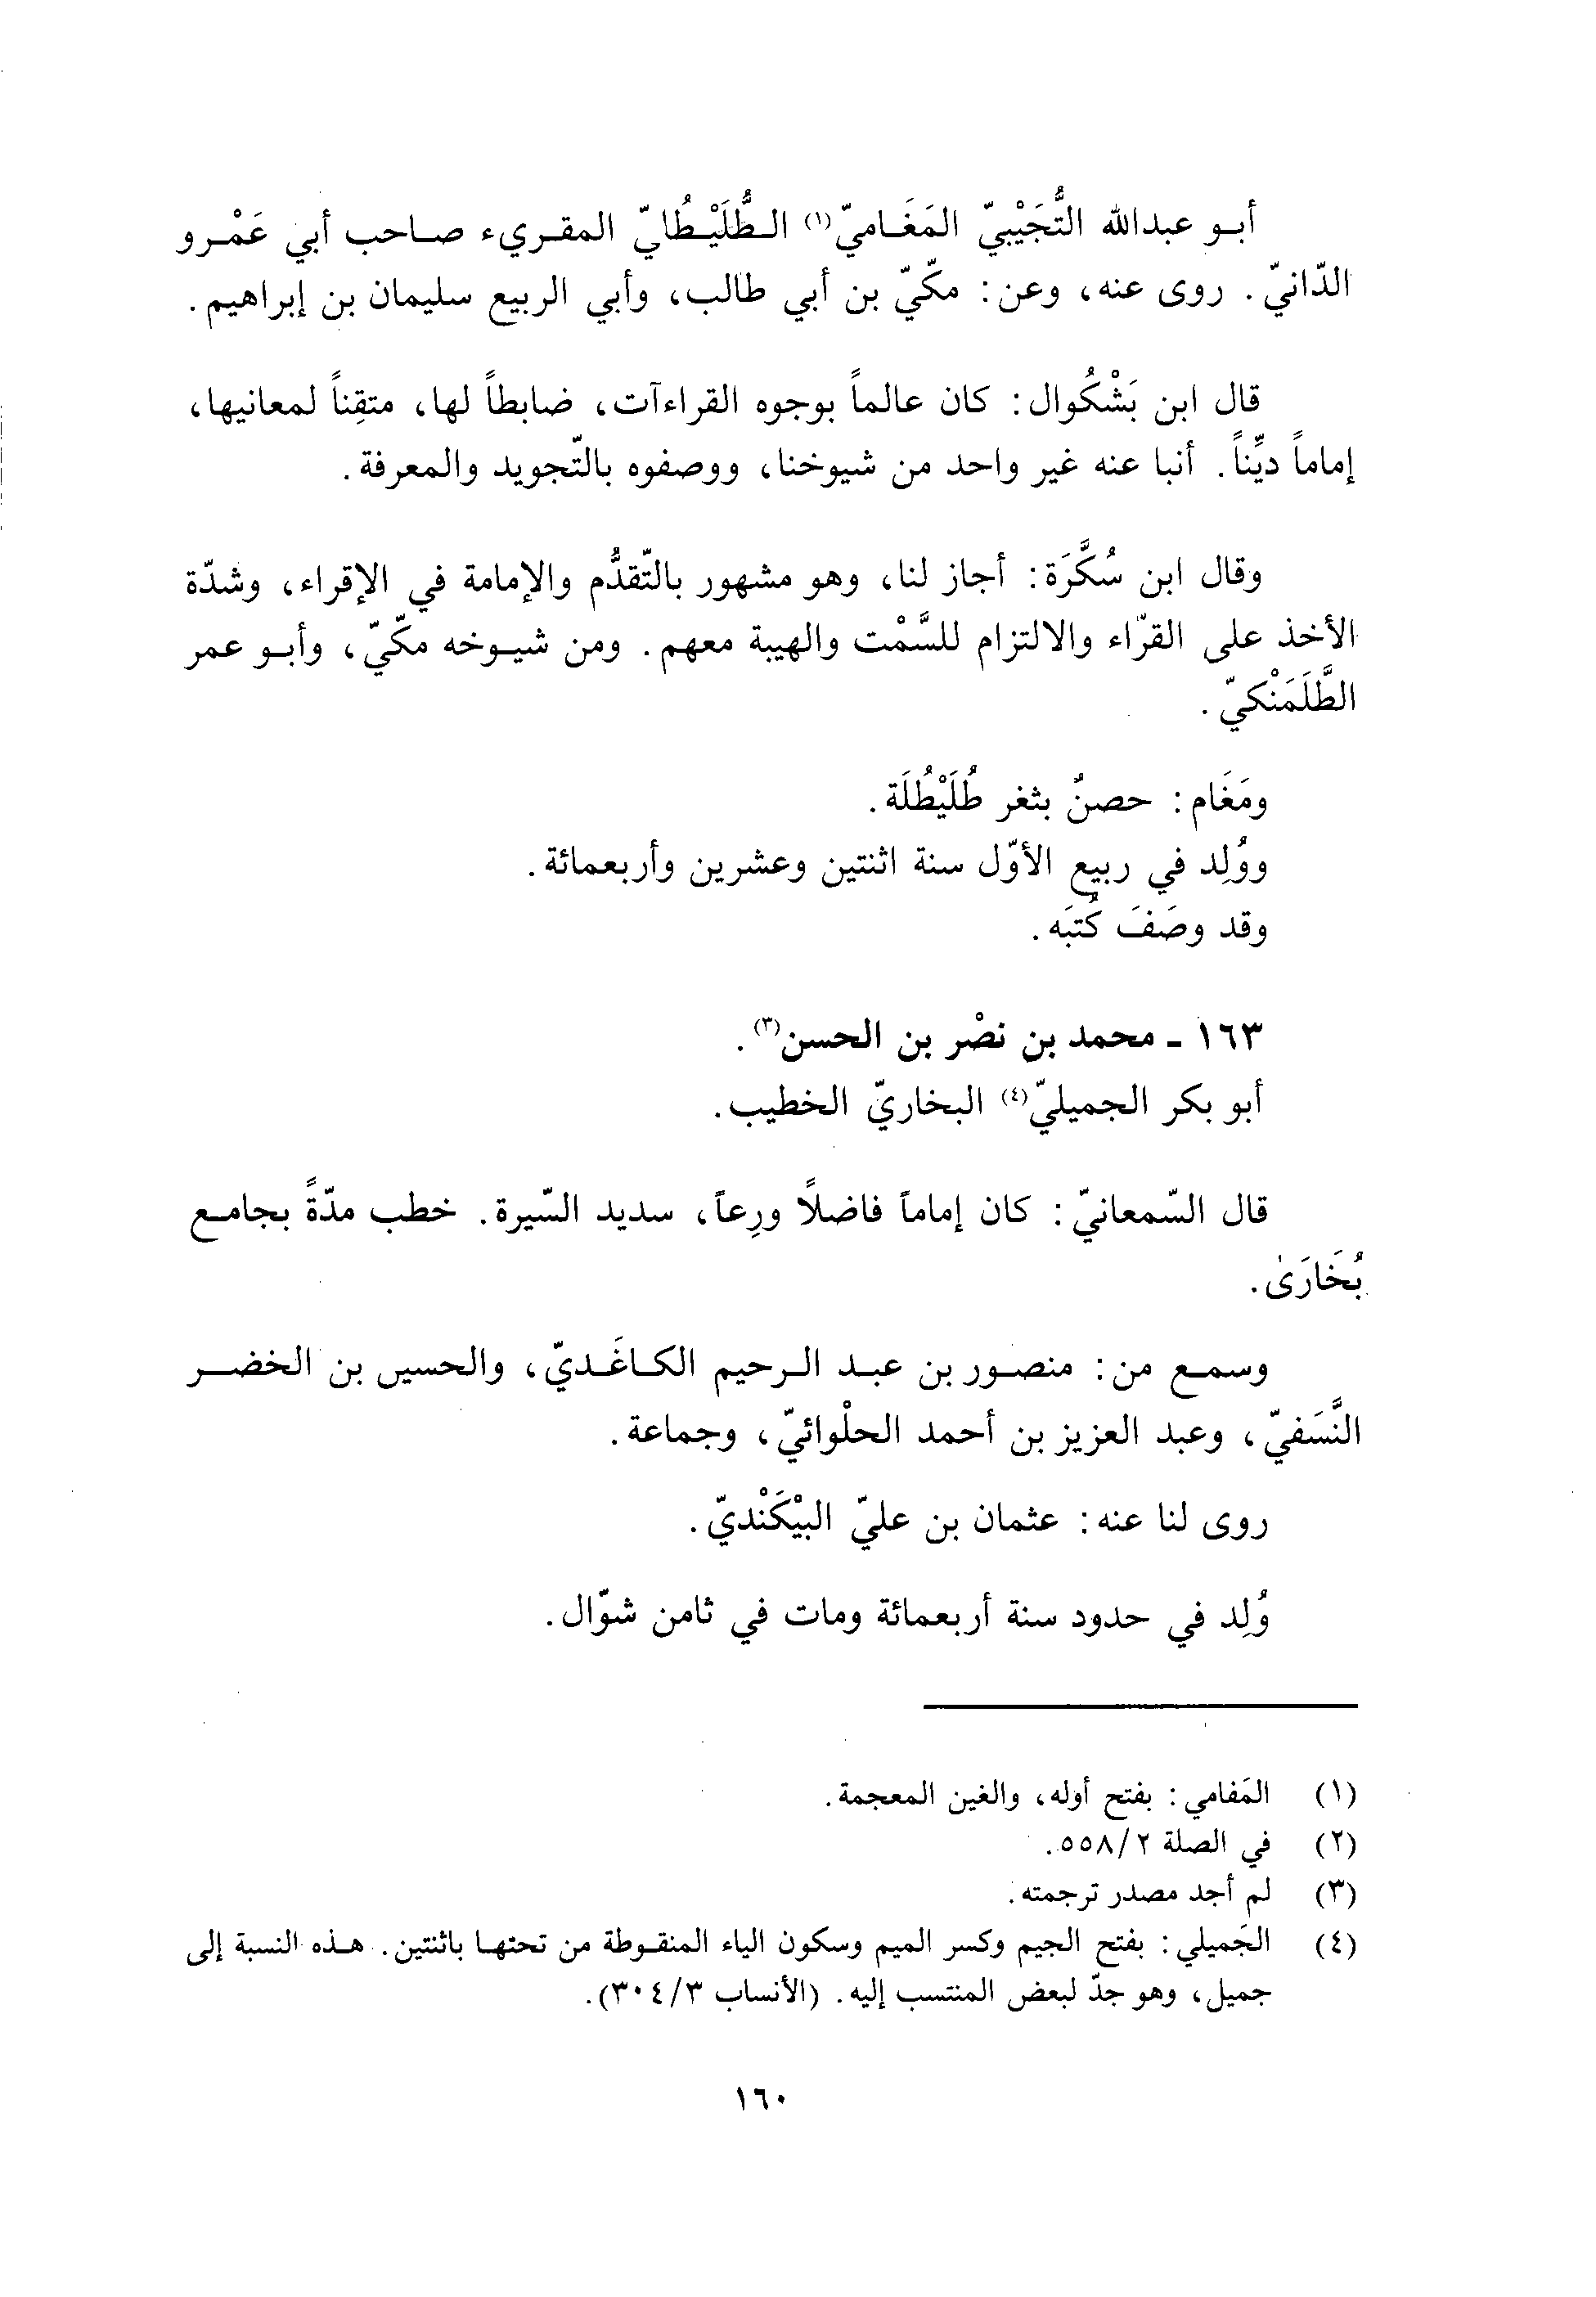 أبو عبدالله التُّجَيْبيّ المَغَاميّ(١) الطُّلَيْطُليّ المقريء صاحب أبي عَمْرو
الدّانيّ. روى عنه، وعن: مكّيّ بن أبي طالب، وأبي الربيع سليمان بن إبراهيم.
قال ابن بَشْكُوال: كان عالماً بوجوه القراءآت، ضابطاً لها، متقِناً لمعانيها،
إماماً ديِّناً. أنبا عنه غير واحد من شيوخنا، ووصفوه بالتّجويد والمعرفة.
وقال ابن سُكَّرَة: أجاز لنا، وهو مشهور بالتّقدُّم والإمامة في الإقراء، وشدّة
الأخذ على القرّاء والالتزام للسَّمْت والهيبة معهم. ومن شيوخه مكّيّ، وأبو عمر
الطَّلَمَنْكيّ.
ومَغَام: حصنٌ بثغر طُلَيْطُلَة.
ووُلِد في ربيع الأوّل سنة اثنتين وعشرين وأربعمائة.
وقد وصَفَ كُتبَه.
١٦٣ ـ محمد بن نصْر بن الحسن(٣).
أبو بكر الجميليّ(٤) البخاريّ الخطيب.
قال السّمعانيّ: كان إماماً فاضلاً ورِعاً، سديد السّيرة. خطب مدّةً بجامع
بُخَارَىٰ.
وسمع من: منصور بن عبد الرحيم الكاغَديّ، والحسين بن الخضر
النَّسَفيّ، وعبد العزيز بن أحمد الحلْوائيّ، وجماعة.
روى لنا عنه: عثمان بن عليّ البيْكَنْديّ.
وُلِد في حدود سنة أربعمائة ومات في ثامن شوّال.
(١) المَفامي: بفتح أوله، والغين المعجمة.
(٢) في الصلة ٢/٥٥٨.
(٣) لم أجد مصدر ترجمته.
(٤) الجَميلي: بفتح الجيم وكسر الميم وسكون الياء المنقوطة من تحتها باثنتين. هذه النسبة إلى
جميل، وهو جدّ لبعض المنتسب إليه. (الأنساب ٣/٣٠٤).
١٦٠